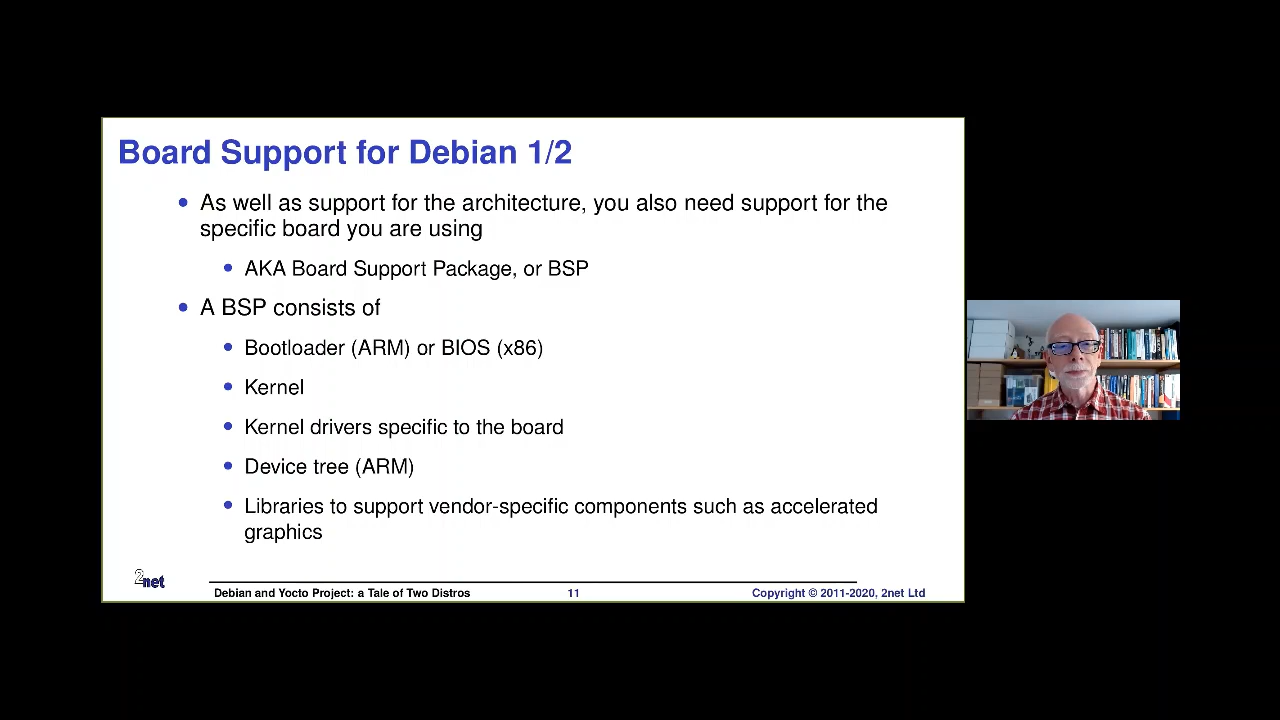 Board Support for Debian 1/2
As well as support for the architecture, you also need support for the
specific board you are using
AKA Board Support Package, or BSP
A BSP consists of
Bootloader (ARM) or BIOS (x86)
Kernel
Kernel drivers specific to the board
Device tree (ARM)
Libraries to support vendor-specific components such as accelerated
graphics
2net
Debian and Yocto Project: a Tale of Two Distros
11
Copyright © 2011-2020, 2net Ltd